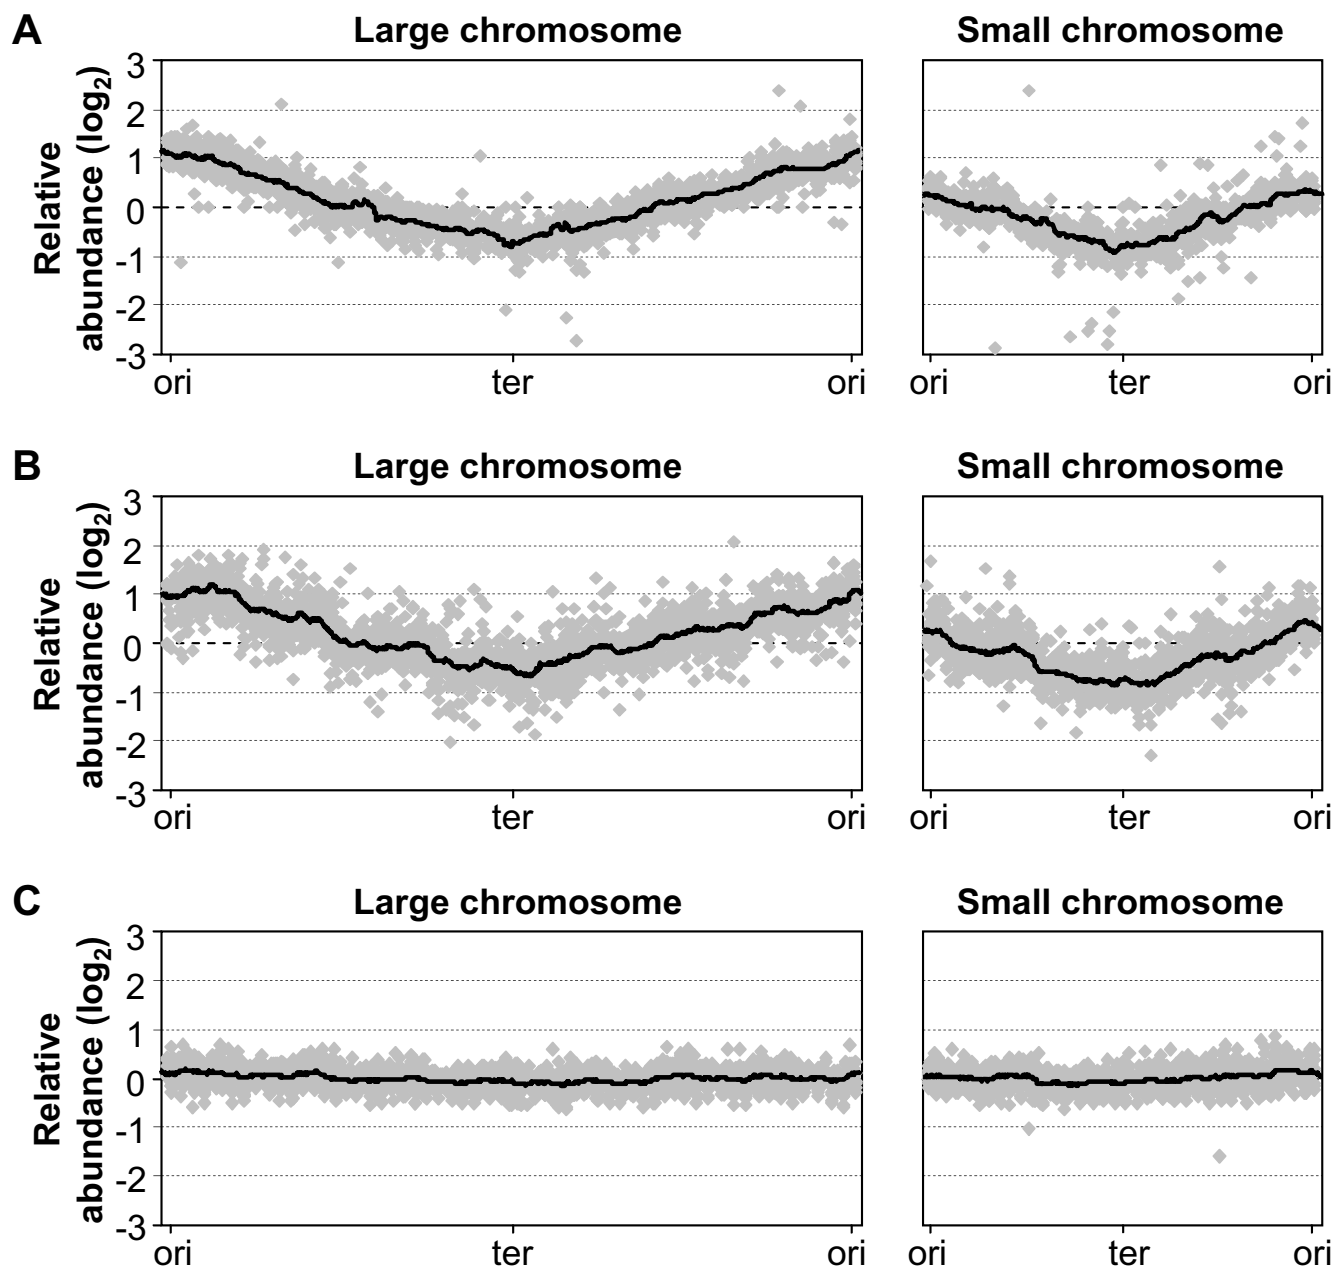 A
Large chromosome
Small chromosome
Relative
abundance (log2)
3
2
1
0
-1
-2
-3
ori
ter
ori
ori
ter
ori
B
Large chromosome
Small chromosome
Relative
abundance (log2)
3
2
1
0
-1
-2
-3
ori
ter
ori
ori
ter
ori
C
Large chromosome
Small chromosome
Relative
abundance (log2)
3
2
1
0
-1
-2
-3
ori
ter
ori
ori
ter
ori